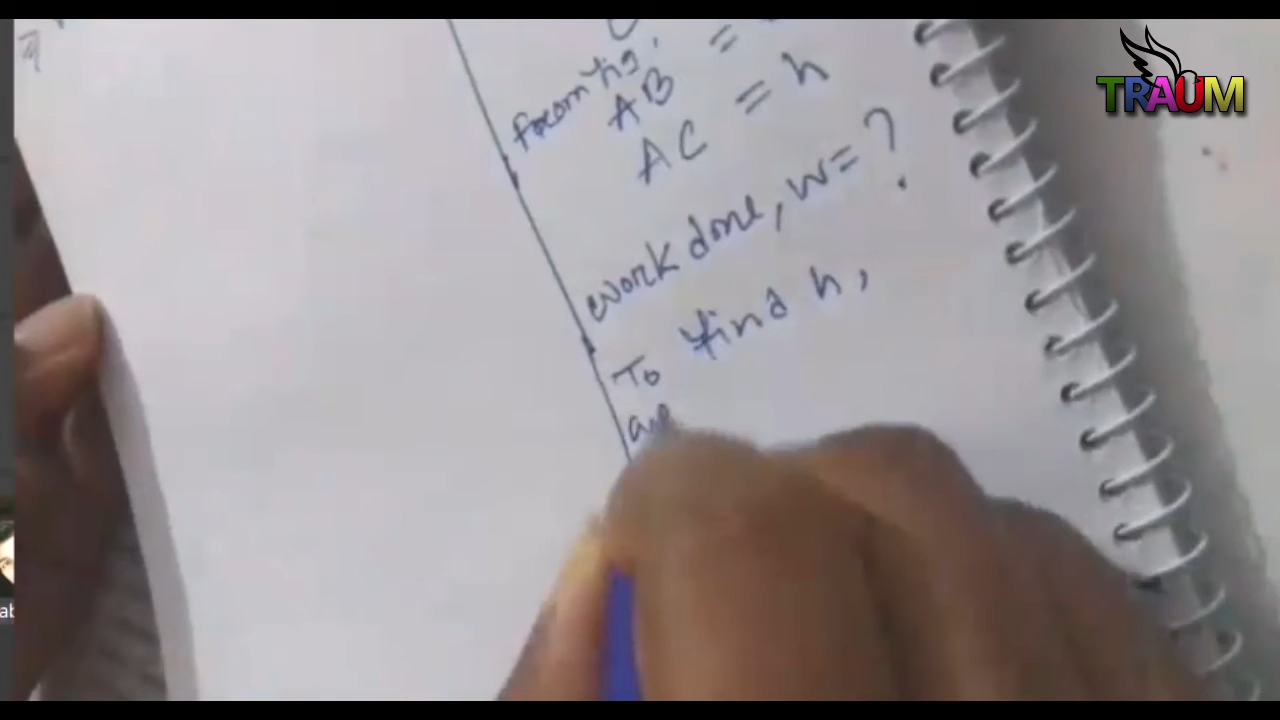 TRAUM
from fig.
AB =
AC = h
work done, W = ?
To find h,